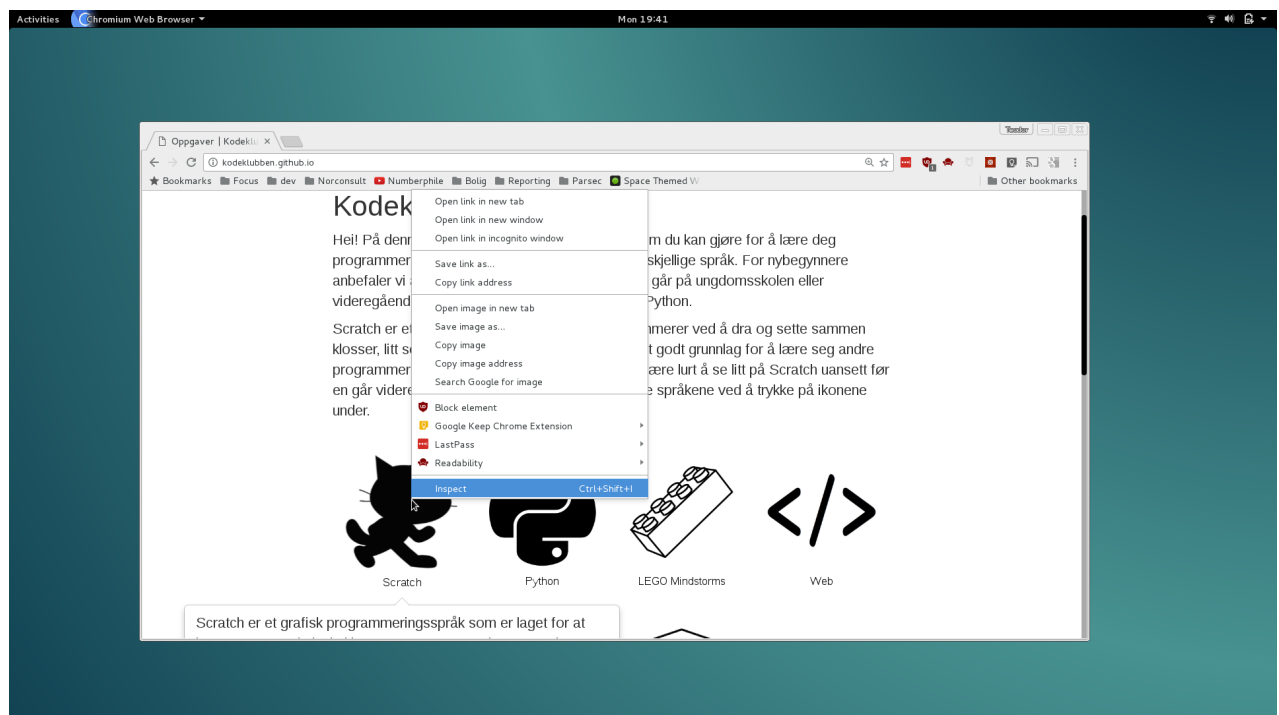 Activities Chromium Web Browser Mon 19:41
Toaster
Oppgaver | Kodeklu
kodeklubben.github.io
1
Bookmarks Focus dev Norconsult Numberphile Bolig Reporting Parsec Space Themed W Other bookmarks
Kodek
Hei! På denn m du kan gjøre for å lære deg
programmer skjellige språk. For nybegynnere
anbefaler vi går på ungdomsskolen eller
videregåend Python.
Scratch er et mmerer ved å dra og sette sammen
klosser, litt s t godt grunnlag for å lære seg andre
programmer ære lurt å se litt på Scratch uansett før
en går videre e språkene ved å trykke på ikonene
under.
Open link in new tab
Open link in new window
Open link in incognito window
Save link as...
Copy link address
Open image in new tab
Save image as...
Copy image
Copy image address
Search Google for image
Block element
Google Keep Chrome Extension
LastPass
Readability
Inspect Ctrl+Shift+I
Scratch Python LEGO Mindstorms Web
Scratch er et grafisk programmeringsspråk som er laget for at